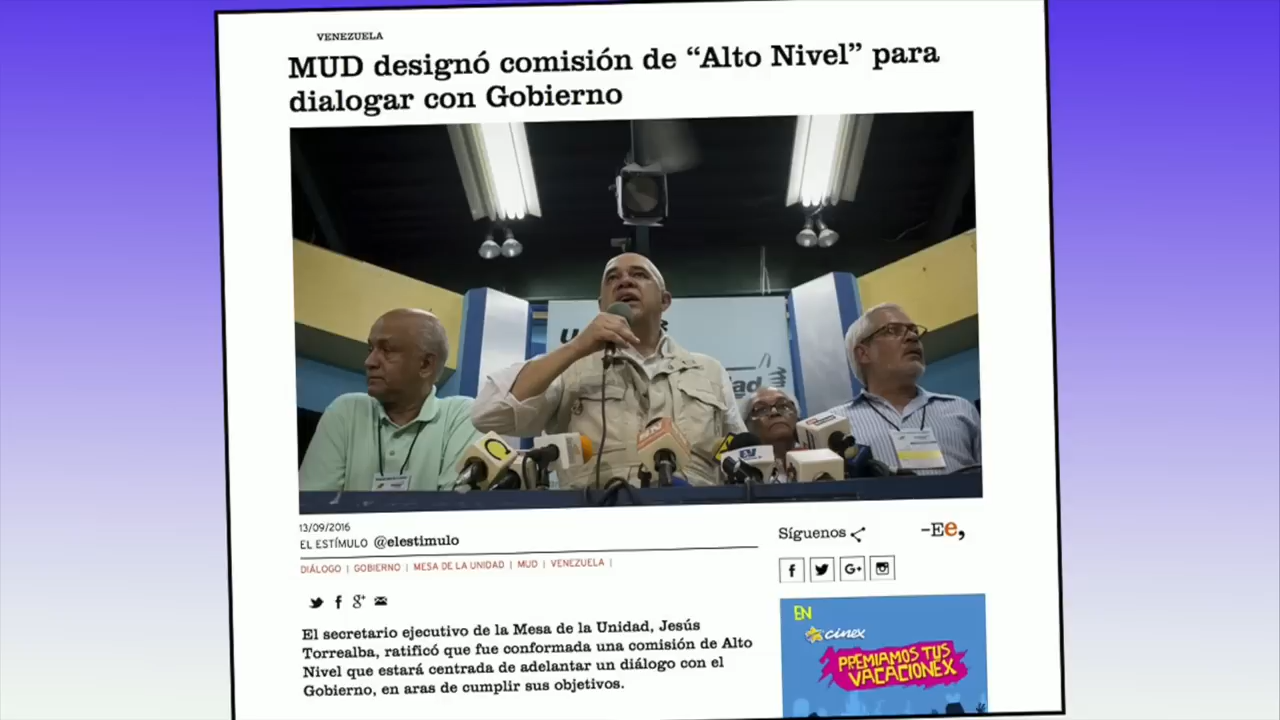 VENEZUELA
MUD designó comisión de “Alto Nivel” para
dialogar con Gobierno
13/09/2016
EL ESTÍMULO @elestimulo
DIÁLOGO | GOBIERNO | MESA DE LA UNIDAD | MUD | VENEZUELA |
El secretario ejecutivo de la Mesa de la Unidad, Jesús
Torrealba, ratificó que fue conformada una comisión de Alto
Nivel que estará centrada de adelantar un diálogo con el
Gobierno, en aras de cumplir sus objetivos.
Síguenos
-Ee,
EN
cinex
PREMIAMOS TUS
VACACIONEX